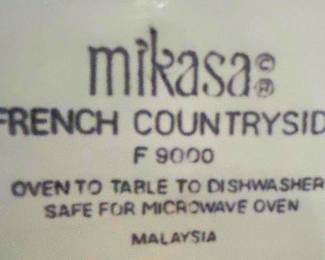 mikasa©®
FRENCH COUNTRYSID
F 9000
OVEN TO TABLE TO DISHWASHER
SAFE FOR MICROWAVE OVEN
MALAYSIA